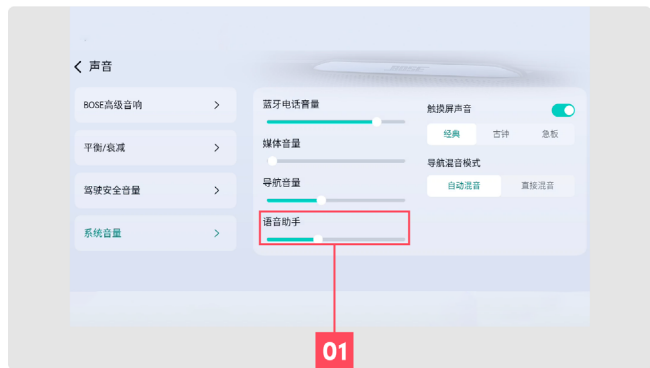 声音
BOSE高级音响
平衡/衰减
驾驶安全音量
系统音量
蓝牙电话音量
媒体音量
导航音量
语音助手
触摸屏声音
经典 古钟 急板
导航混音模式
自动混音 直接混音
01